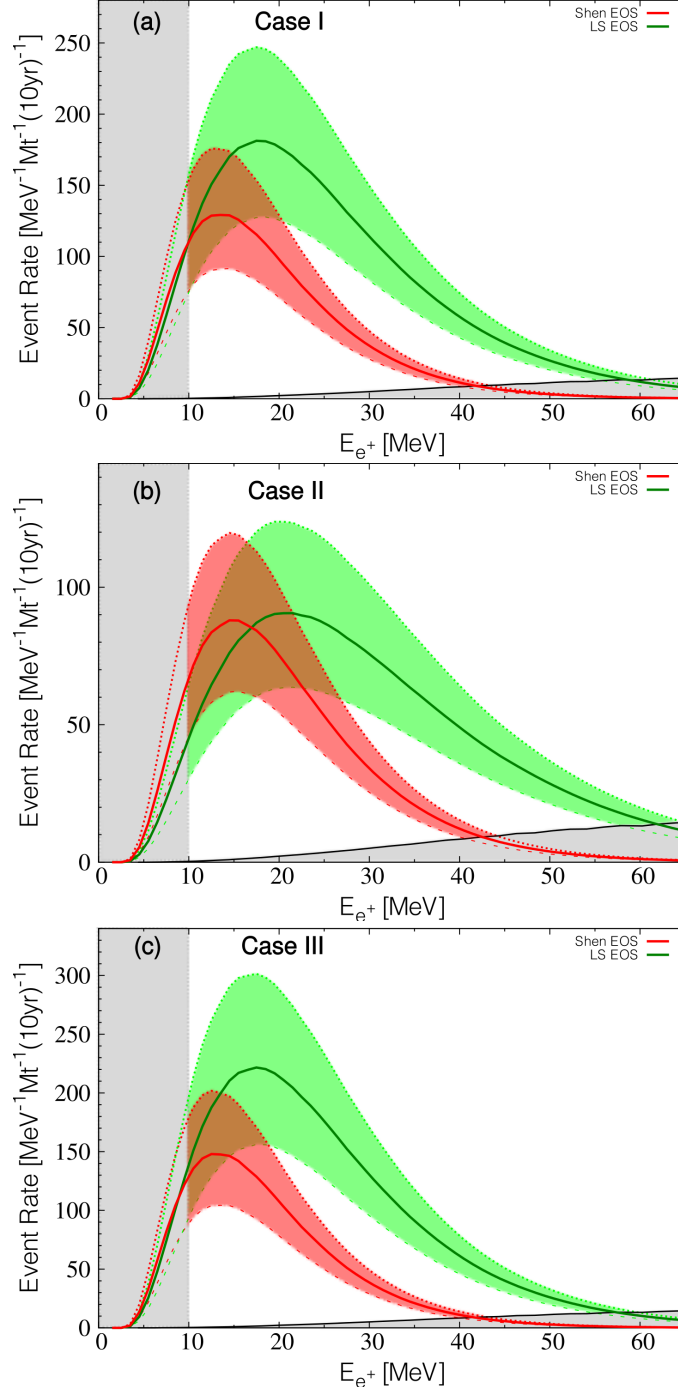 (a) Case I
Shen EOS
LS EOS
Event Rate [MeV⁻¹Mt⁻¹(10yr)⁻¹]
250
200
150
100
50
0
0 10 20 30 40 50 60
E_e⁺ [MeV]
(b) Case II
Shen EOS
LS EOS
Event Rate [MeV⁻¹Mt⁻¹(10yr)⁻¹]
100
50
0
0 10 20 30 40 50 60
E_e⁺ [MeV]
(c) Case III
Shen EOS
LS EOS
Event Rate [MeV⁻¹Mt⁻¹(10yr)⁻¹]
300
250
200
150
100
50
0
0 10 20 30 40 50 60
E_e⁺ [MeV]